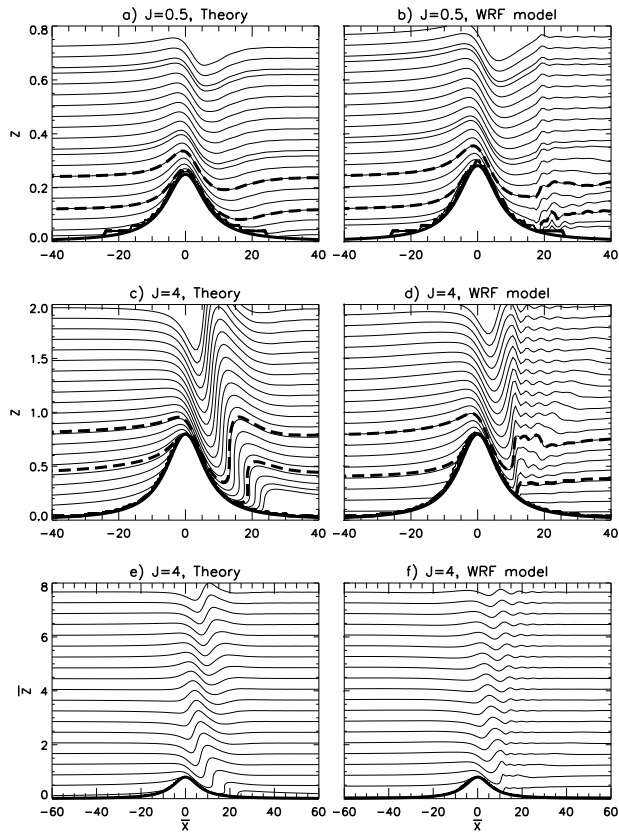 a) J=0.5, Theory
b) J=0.5, WRF model
0.8
0.6
0.4
0.2
0.0
z
−40 −20 0 20 40
−40 −20 0 20 40
c) J=4, Theory
d) J=4, WRF model
2.0
1.5
1.0
0.5
0.0
z
−40 −20 0 20 40
−40 −20 0 20 40
e) J=4, Theory
f) J=4, WRF model
8
6
4
2
0
z̅
−60 −40 −20 0 20 40 60
−60 −40 −20 0 20 40 60
x̅
x̅